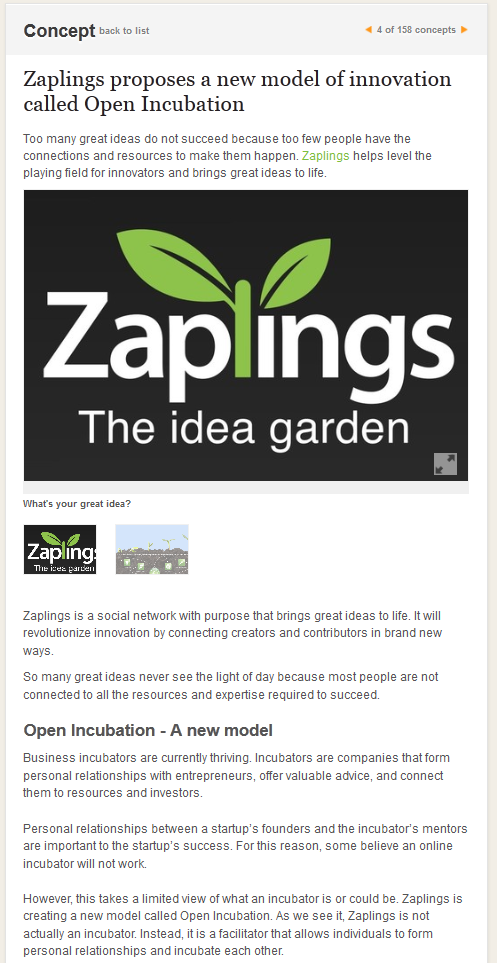 Concept back to list
4 of 158 concepts
Zaplings proposes a new model of innovation
called Open Incubation
Too many great ideas do not succeed because too few people have the
connections and resources to make them happen. Zaplings helps level the
playing field for innovators and brings great ideas to life.
Zaplings
The idea garden
What's your great idea?
Zaplings
The idea garden
Zaplings is a social network with purpose that brings great ideas to life. It will
revolutionize innovation by connecting creators and contributors in brand new
ways.
So many great ideas never see the light of day because most people are not
connected to all the resources and expertise required to succeed.
Open Incubation - A new model
Business incubators are currently thriving. Incubators are companies that form
personal relationships with entrepreneurs, offer valuable advice, and connect
them to resources and investors.
Personal relationships between a startup's founders and the incubator's mentors
are important to the startup's success. For this reason, some believe an online
incubator will not work.
However, this takes a limited view of what an incubator is or could be. Zaplings is
creating a new model called Open Incubation. As we see it, Zaplings is not
actually an incubator. Instead, it is a facilitator that allows individuals to form
personal relationships and incubate each other.